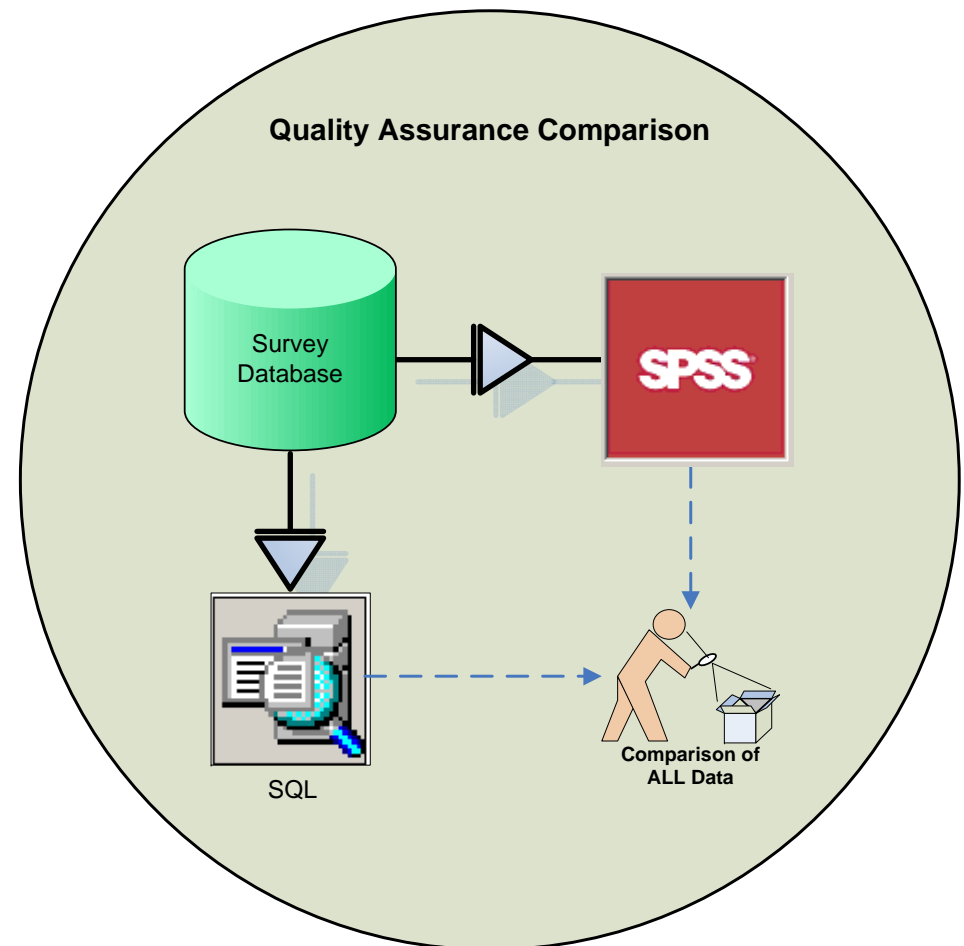 Quality Assurance Comparison
Survey
Database
SPSS
SQL
Comparison of
ALL Data